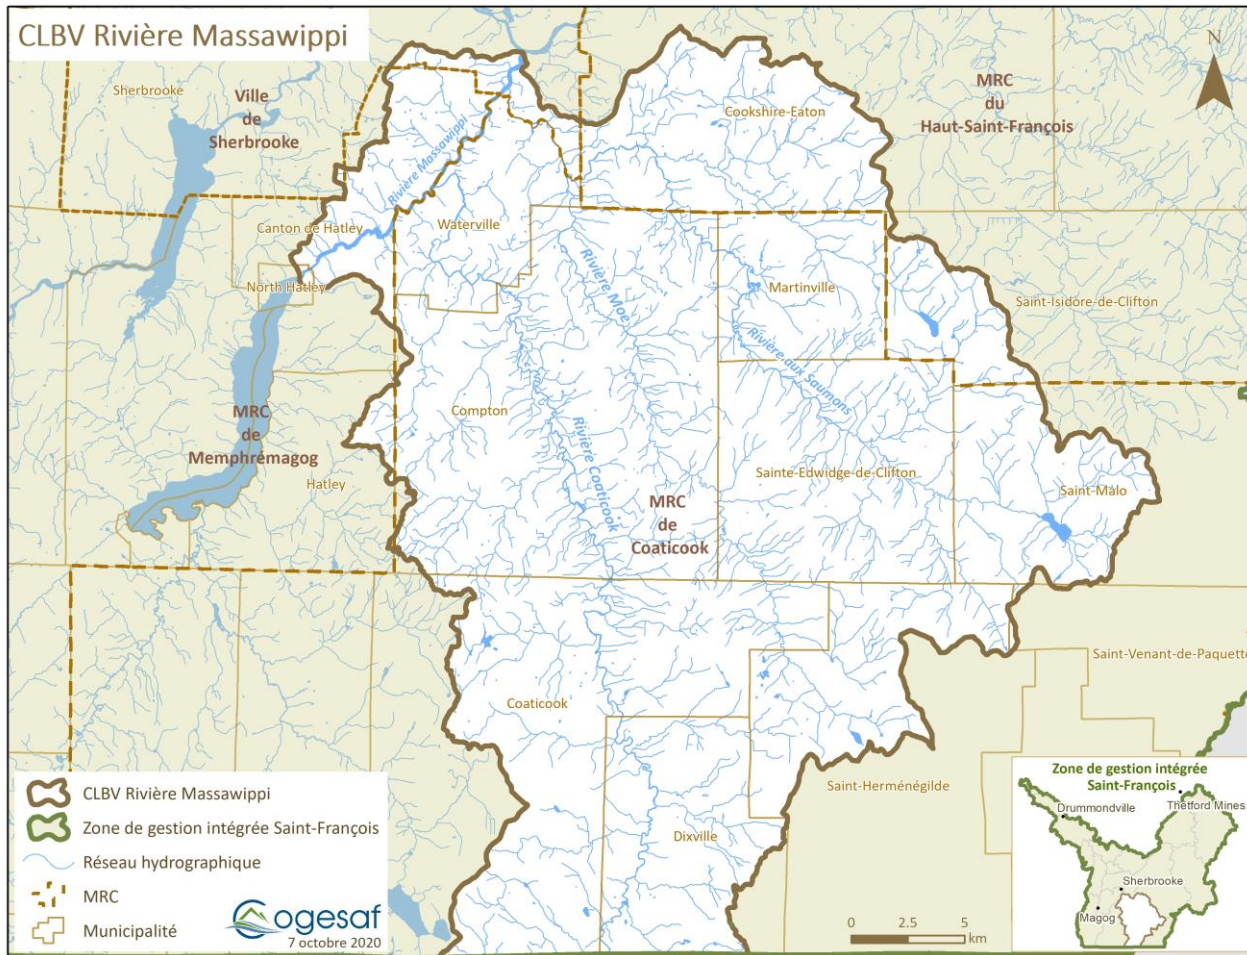 CLBV Rivière Massawippi
N
Sherbrooke
Ville
de
Sherbrooke
MRC
du
Haut-Saint-François
Cookshire-Eaton
Rivière Massawippi
Canton de Hatley
Waterville
North Hatley
Rivière Moe
Martinville
Saint-Isidore-de-Clifton
Rivière aux Saumons
MRC
de
Memphrémagog
Compton
Rivière Coaticook
Hatley
Sainte-Edwidge-de-Clifton
Saint-Malo
MRC
de
Coaticook
Saint-Venant-de-Paquette
Coaticook
Saint-Herménégilde
Dixville
CLBV Rivière Massawippi
Zone de gestion intégrée Saint-François
Réseau hydrographique
MRC
Municipalité
Cogesaf
7 octobre 2020
0 2.5 5
km
Zone de gestion intégrée
Saint-François
Thetford Mines
Drummondville
Sherbrooke
Magog